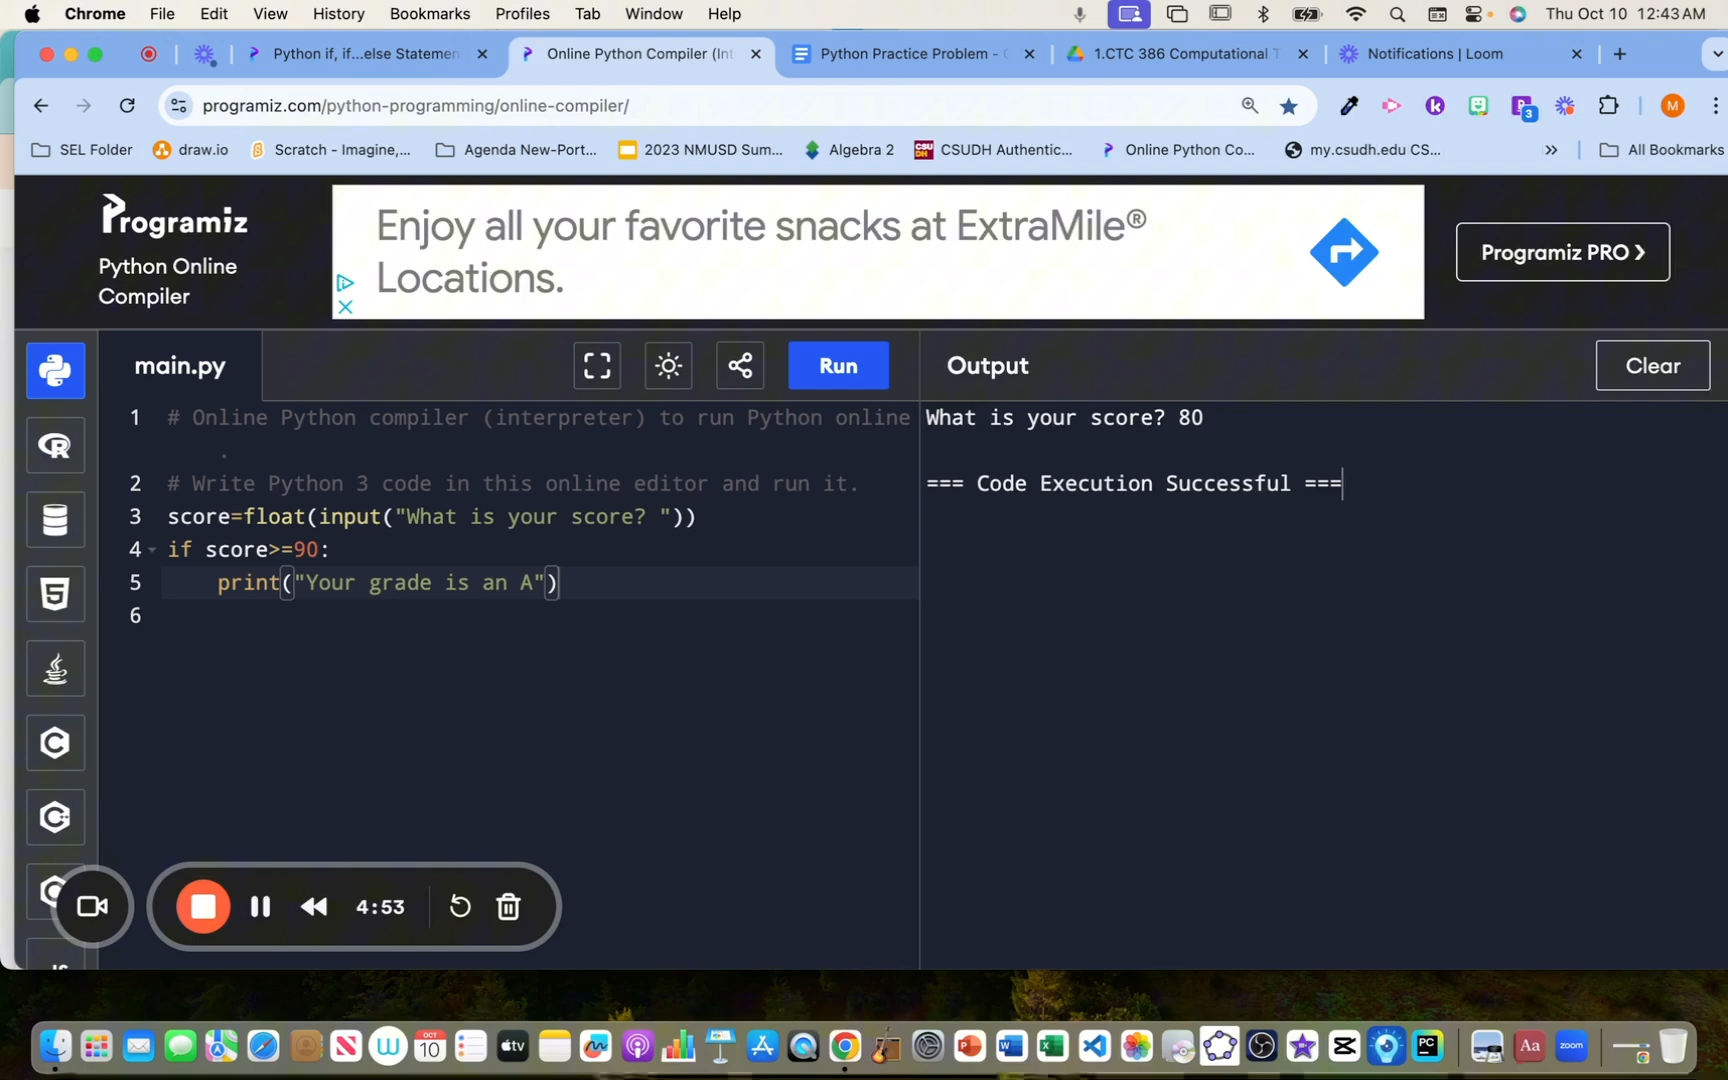 Chrome File Edit View History Bookmarks Profiles Tab Window Help Thu Oct 10 12:43 AM
Python if, if...else Statemen Online Python Compiler (Int Python Practice Problem - 1.CTC 386 Computational T Notifications | Loom
programiz.com/python-programming/online-compiler/ 3 M
SEL Folder draw.io Scratch - Imagine,... Agenda New-Port... 2023 NMUSD Sum... Algebra 2 CSUDH Authentic... Online Python Co... my.csudh.edu CS... All Bookmarks
Programiz
Python Online
Compiler
Enjoy all your favorite snacks at ExtraMile®
Locations.
Programiz PRO ❯
main.py Run Output Clear
1 # Online Python compiler (interpreter) to run Python online
.
2 # Write Python 3 code in this online editor and run it.
3 score=float(input("What is your score? "))
4 if score>=90:
5 print("Your grade is an A")
6
What is your score? 80
=== Code Execution Successful ===
4:53
OCT
10
tv
Aa
zoom
PC